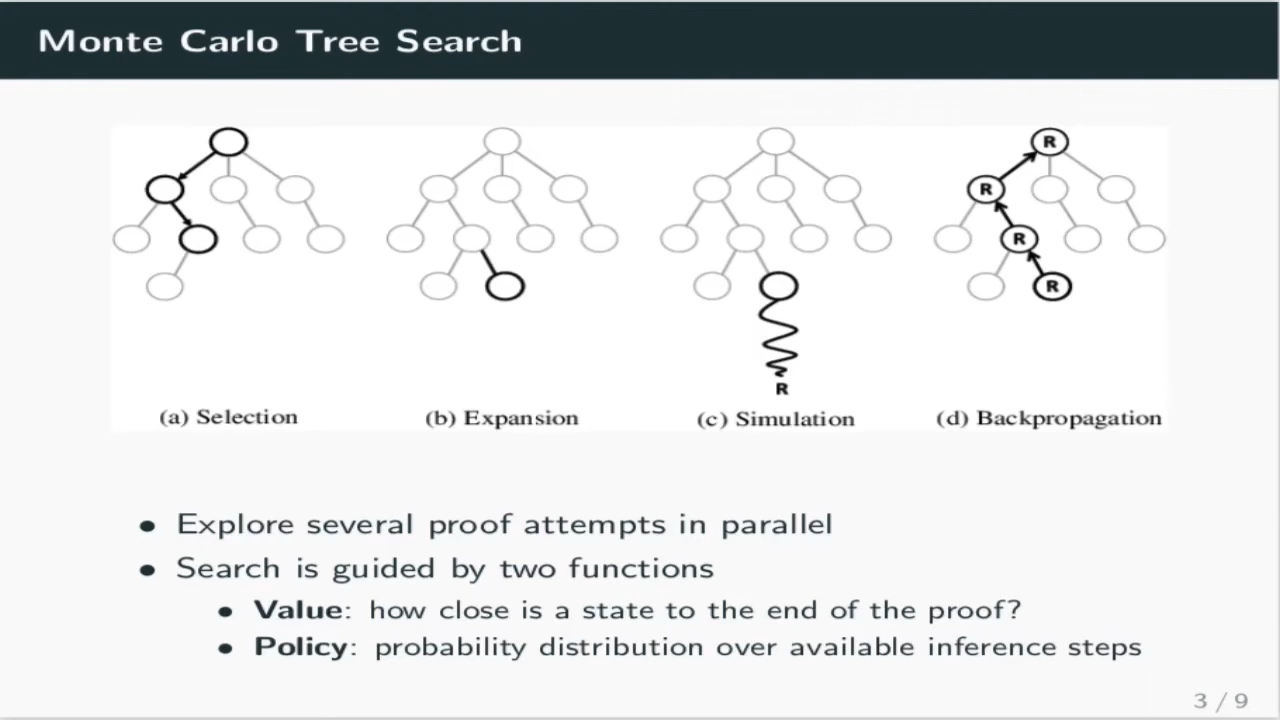 Monte Carlo Tree Search
R
R
R
R
R
(a) Selection
(b) Expansion
(c) Simulation
(d) Backpropagation
• Explore several proof attempts in parallel
• Search is guided by two functions
• Value: how close is a state to the end of the proof?
• Policy: probability distribution over available inference steps
3 / 9